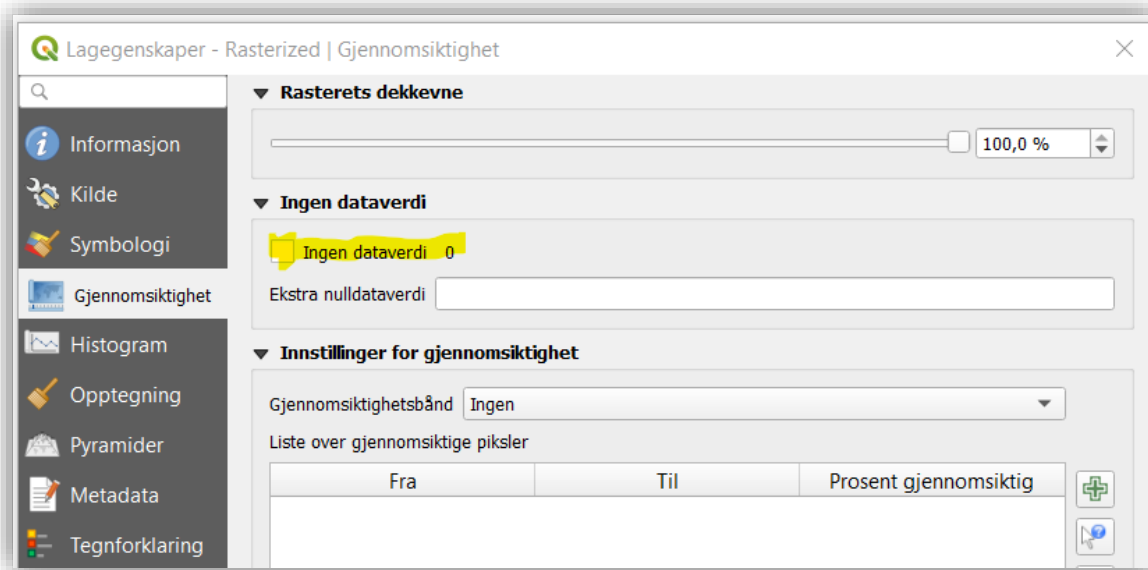 Lagegenskaper - Rasterized | Gjennomsiktighet
Informasjon
Kilde
Symbologi
Gjennomsiktighet
Histogram
Opptegning
Pyramider
Metadata
Tegnforklaring
Rasterets dekkevne
100,0 %
Ingen dataverdi
Ingen dataverdi 0
Ekstra nulldataverdi
Innstillinger for gjennomsiktighet
Gjennomsiktighetsbånd Ingen
Liste over gjennomsiktige piksler
Fra Til Prosent gjennomsiktig